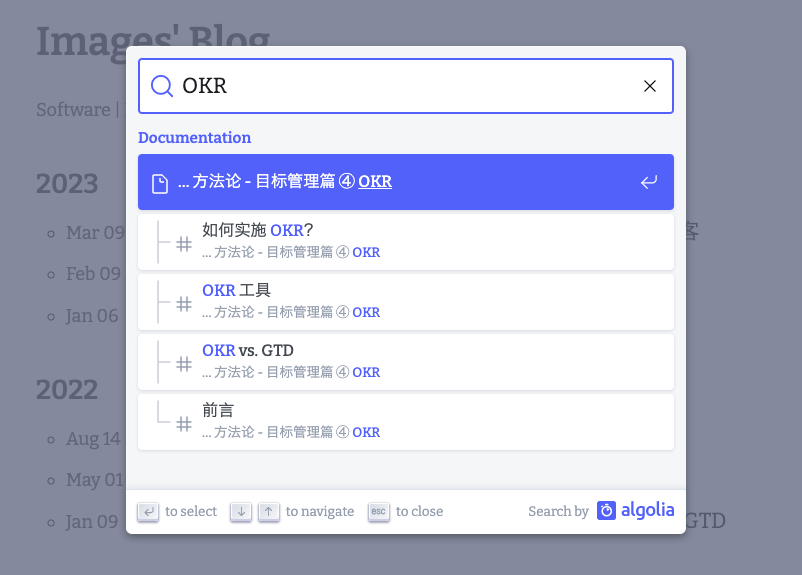 Images' Blog
Software |
2023
Mar 09
客
Feb 09
Jan 06
2022
Aug 14
May 01
Jan 09
GTD
OKR
Documentation
... 方法论 - 目标管理篇 ④ OKR
如何实施 OKR?
... 方法论 - 目标管理篇 ④ OKR
OKR 工具
... 方法论 - 目标管理篇 ④ OKR
OKR vs. GTD
... 方法论 - 目标管理篇 ④ OKR
前言
... 方法论 - 目标管理篇 ④ OKR
to select
to navigate
ESC to close
Search by algolia